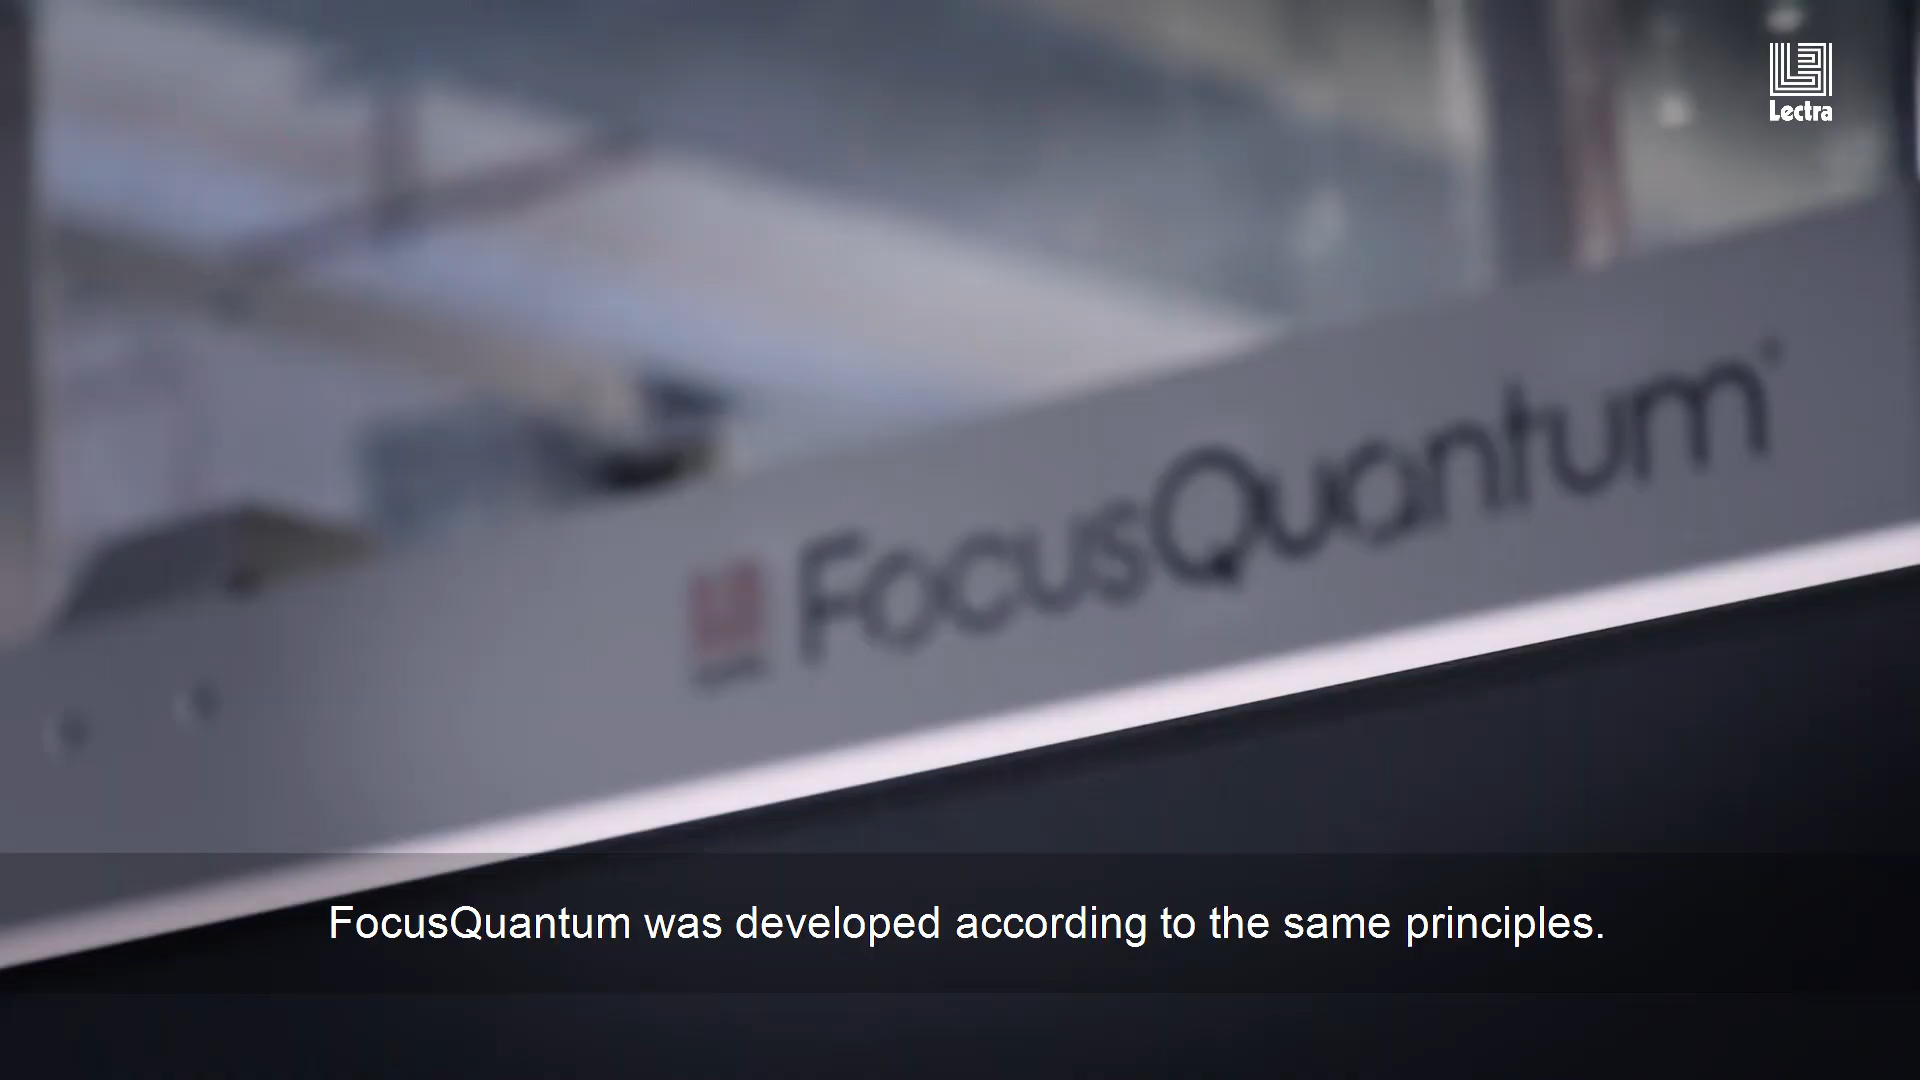 Lectra
FocusQuantum
FocusQuantum was developed according to the same principles.